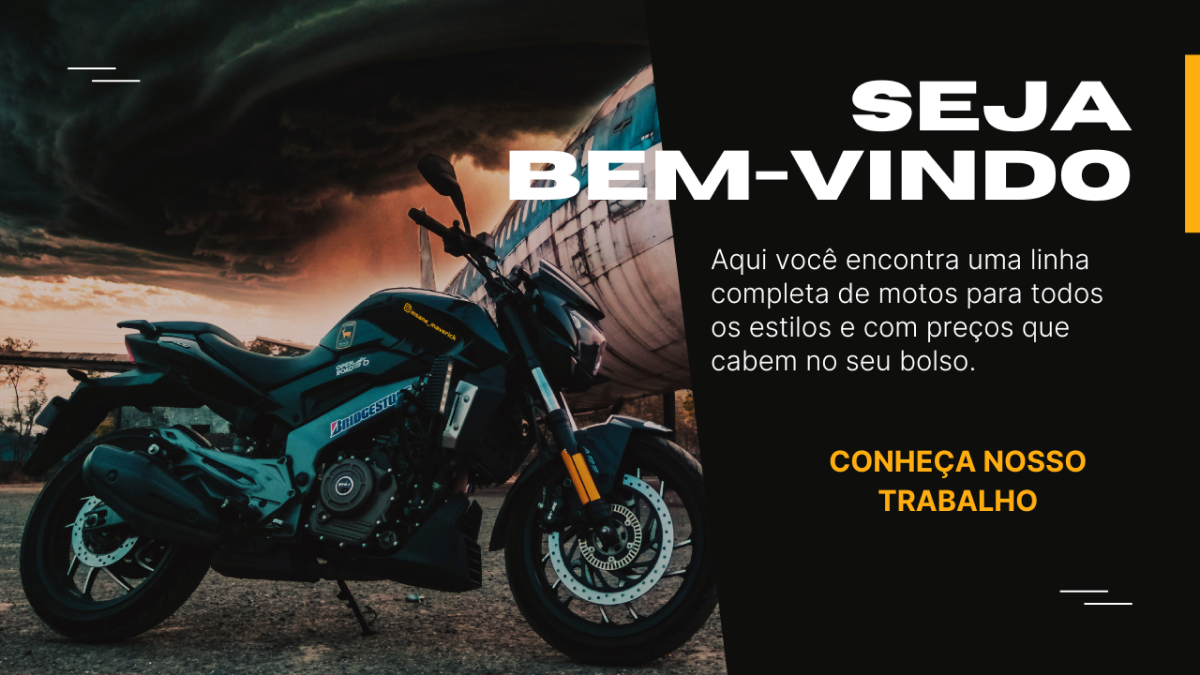 SEJA
BEM-VINDO
Aqui você encontra uma linha
completa de motos para todos
os estilos e com preços que
cabem no seu bolso.
CONHEÇA NOSSO
TRABALHO
BRIDGESTO